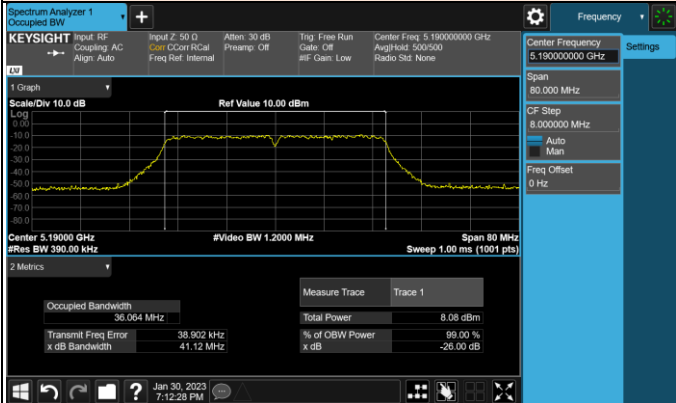 Spectrum Analyzer 1
Occupied BW
Frequency
KEYSIGHT Input: RF Input Z: 50 Ω Atten: 30 dB Trig: Free Run Center Freq: 5.190000000 GHz
Coupling: AC Corr CCorr RCal Preamp: Off Gate: Off Avg|Hold: 500/500
Align: Auto Freq Ref: Internal #IF Gain: Low Radio Std: None
LXI
Center Frequency
5.190000000 GHz
Settings
Span
80.000 MHz
CF Step
8.000000 MHz
Auto
Man
Freq Offset
0 Hz
1 Graph
Scale/Div 10.0 dB Ref Value 10.00 dBm
Log
0.00
-10.0
-20.0
-30.0
-40.0
-50.0
-60.0
-70.0
-80.0
Center 5.19000 GHz #Video BW 1.2000 MHz Span 80 MHz
#Res BW 390.00 kHz Sweep 1.00 ms (1001 pts)
2 Metrics
Measure Trace Trace 1
Occupied Bandwidth
36.064 MHz
Total Power 8.08 dBm
Transmit Freq Error 38.902 kHz % of OBW Power 99.00 %
x dB Bandwidth 41.12 MHz x dB -26.00 dB
? Jan 30, 2023
7:12:28 PM